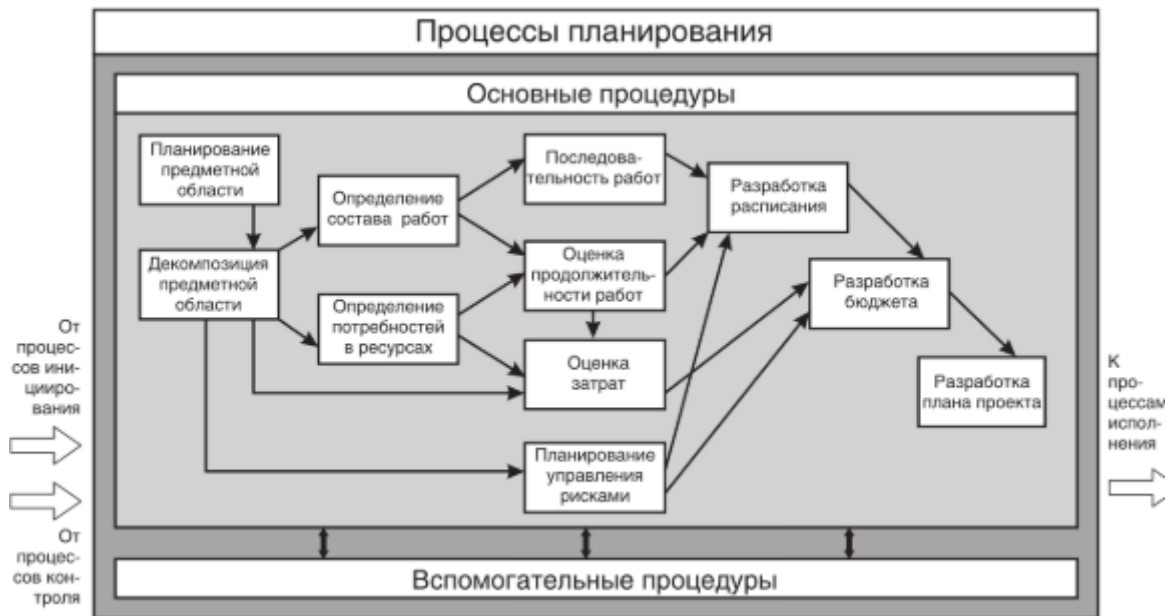 Процессы планирования
Основные процедуры
Планирование
предметной
области
Декомпозиция
предметной
области
Определение
состава работ
Определение
потребностей
в ресурсах
Последова-
тельность работ
Оценка
продолжитель-
ности работ
Оценка
затрат
Планирование
управления
рисками
Разработка
расписания
Разработка
бюджета
Разработка
плана проекта
От
процес-
сов ини-
цииро-
вания
От
процес-
сов кон-
троля
К
про-
цессам
испол-
нения
Вспомогательные процедуры